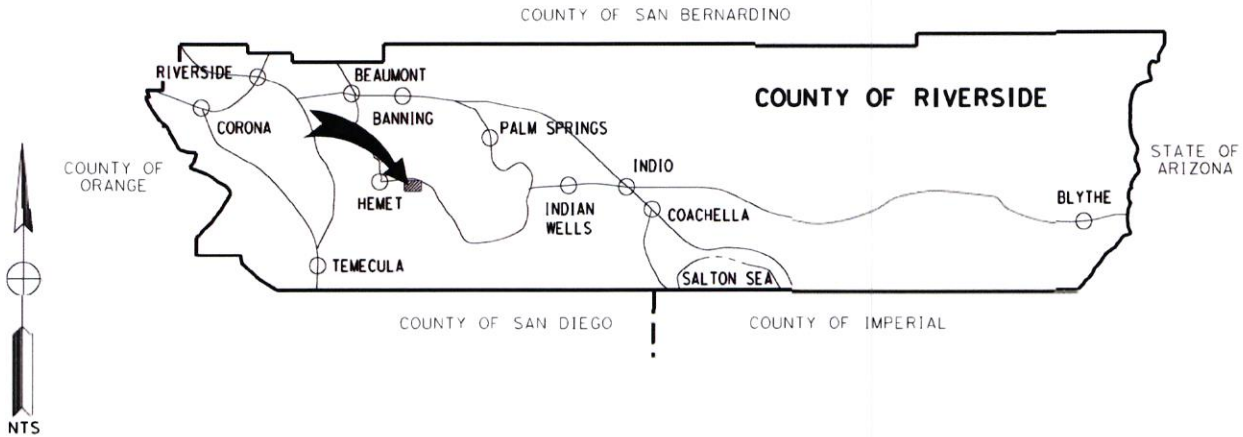 COUNTY OF SAN BERNARDINO
RIVERSIDE
BEAUMONT
COUNTY OF RIVERSIDE
CORONA
BANNING
PALM SPRINGS
COUNTY OF
ORANGE
STATE OF
ARIZONA
INDIO
HEMET
INDIAN
WELLS
COACHELLA
BLYTHE
TEMECULA
SALTON SEA
COUNTY OF SAN DIEGO
COUNTY OF IMPERIAL
NTS